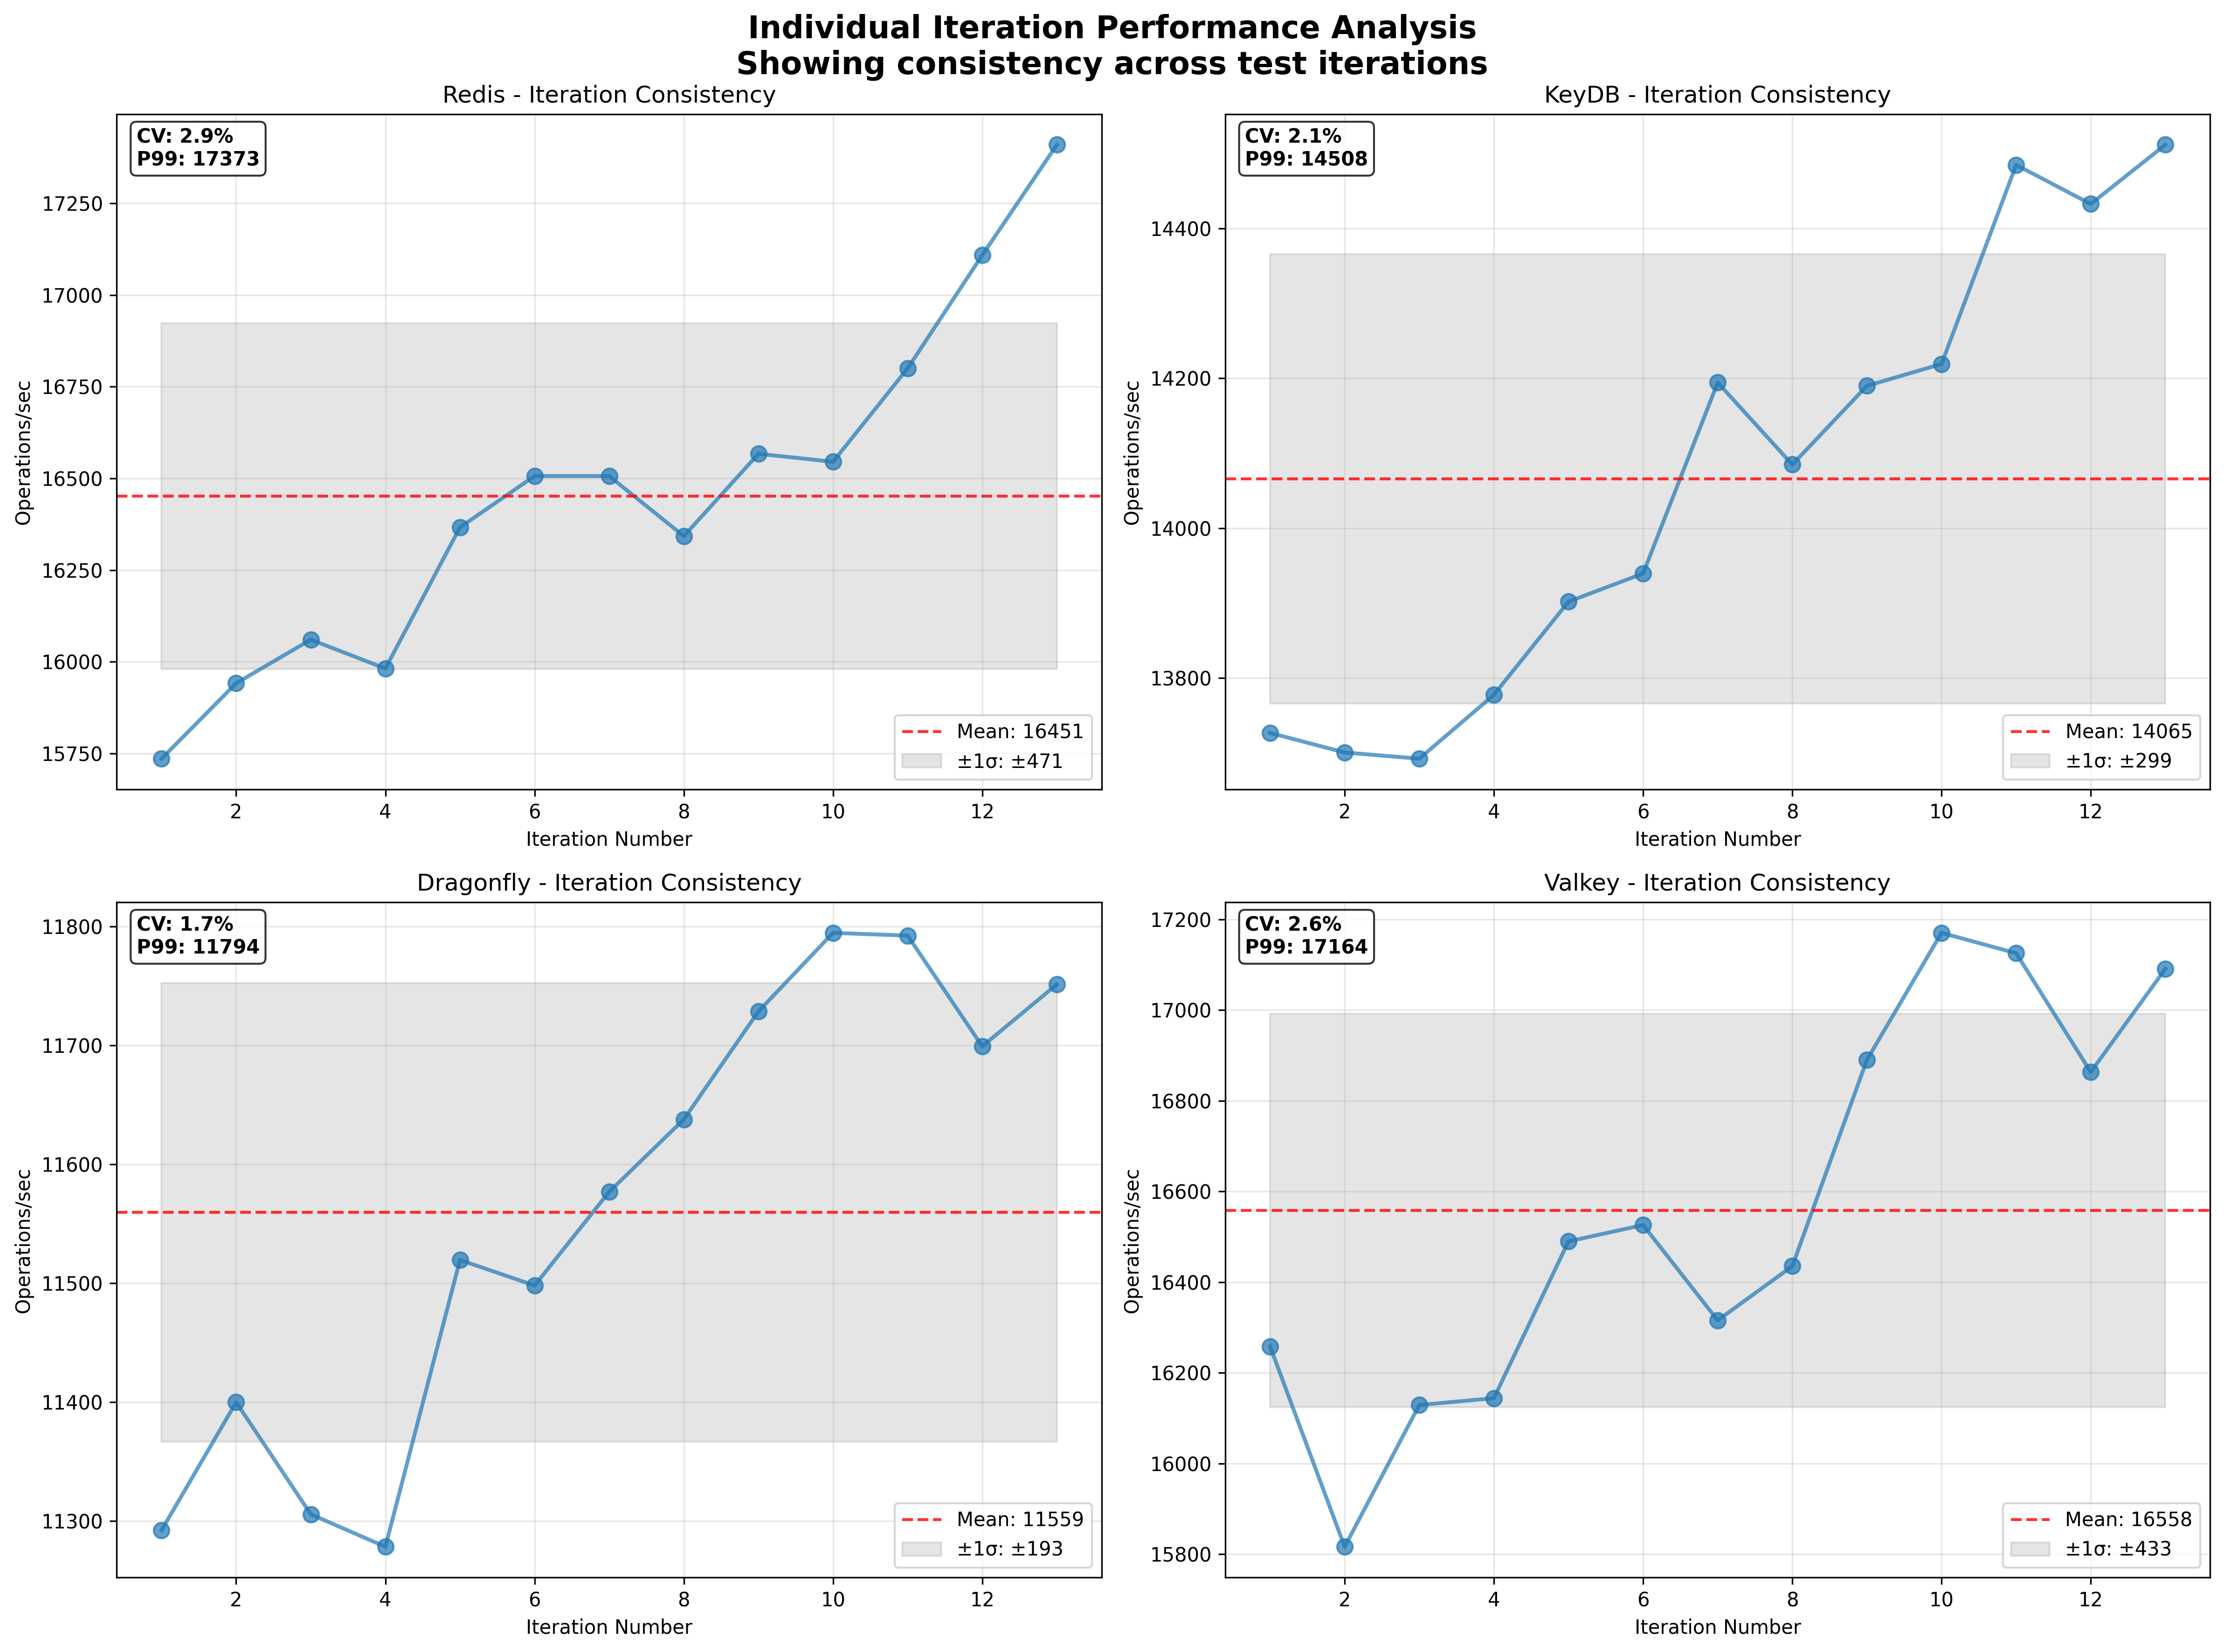 Individual Iteration Performance Analysis
Showing consistency across test iterations
Redis - Iteration Consistency
CV: 2.9%
P99: 17373
17250
17000
16750
16500
16250
16000
15750
Operations/sec
Mean: 16451
±1σ: ±471
2 4 6 8 10 12
Iteration Number
KeyDB - Iteration Consistency
CV: 2.1%
P99: 14508
14400
14200
14000
13800
Operations/sec
Mean: 14065
±1σ: ±299
2 4 6 8 10 12
Iteration Number
Dragonfly - Iteration Consistency
CV: 1.7%
P99: 11794
11800
11700
11600
11500
11400
11300
Operations/sec
Mean: 11559
±1σ: ±193
2 4 6 8 10 12
Iteration Number
Valkey - Iteration Consistency
CV: 2.6%
P99: 17164
17200
17000
16800
16600
16400
16200
16000
15800
Operations/sec
Mean: 16558
±1σ: ±433
2 4 6 8 10 12
Iteration Number